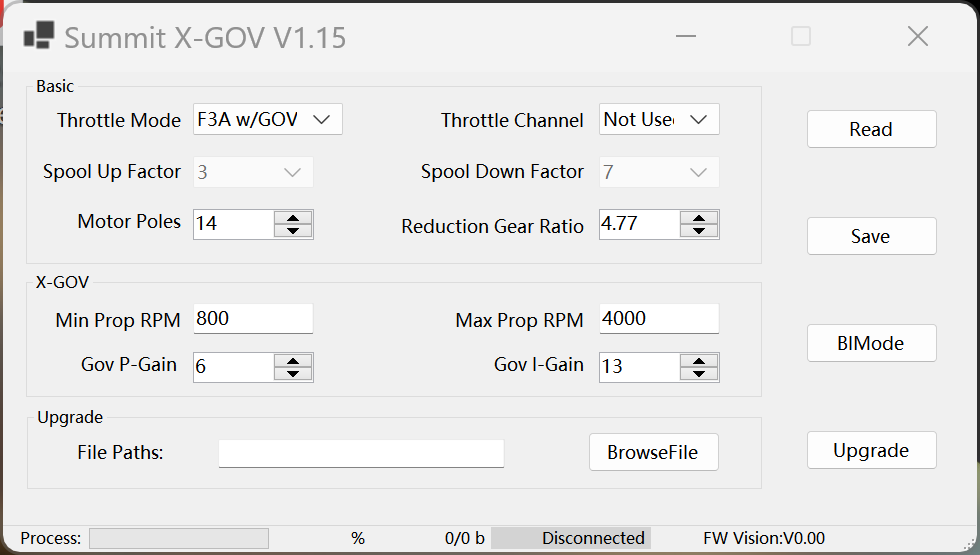 Summit X-GOV V1.15
Basic
Throttle Mode F3A w/GOV Throttle Channel Not Use
Read
Spool Up Factor 3 Spool Down Factor 7
Motor Poles 14 Reduction Gear Ratio 4.77
Save
X-GOV
Min Prop RPM 800 Max Prop RPM 4000
BIMode
Gov P-Gain 6 Gov I-Gain 13
Upgrade
File Paths: BrowseFile
Upgrade
Process: % 0/0 b Disconnected FW Vision:V0.00